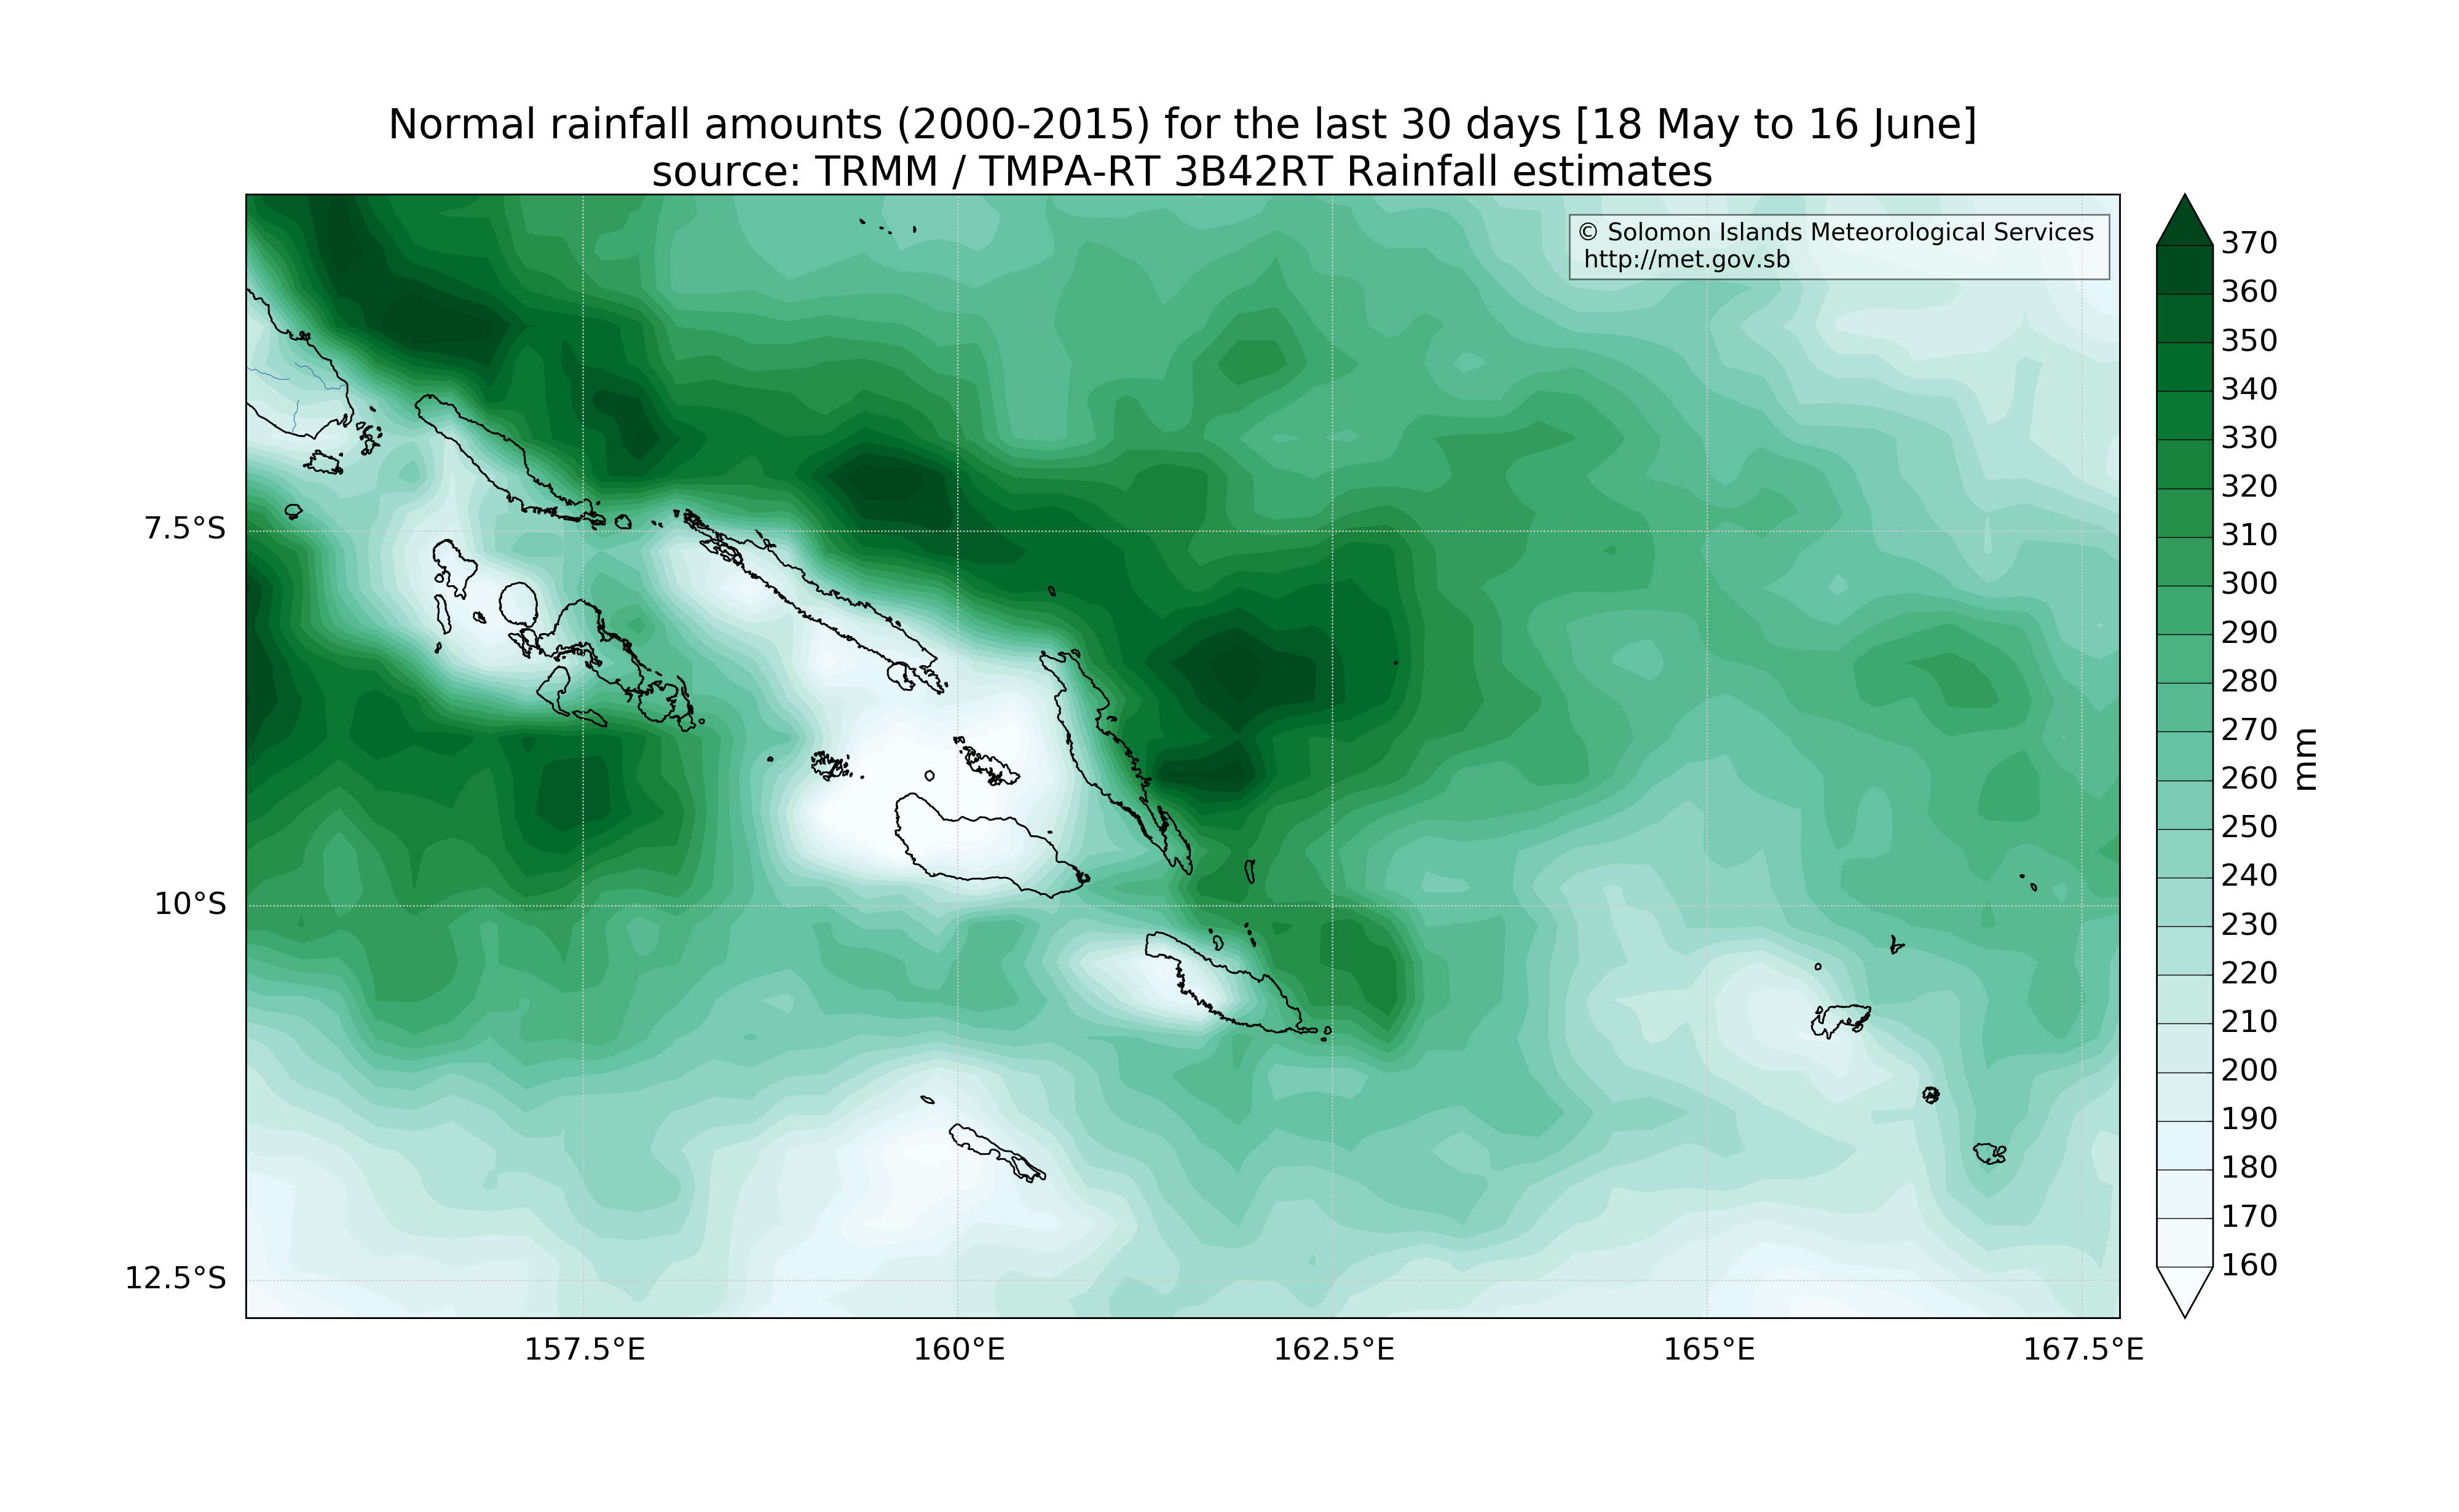 Normal rainfall amounts (2000-2015) for the last 30 days [18 May to 16 June]
source: TRMM / TMPA-RT 3B42RT Rainfall estimates
© Solomon Islands Meteorological Services
http://met.gov.sb
7.5°S
10°S
12.5°S
157.5°E
160°E
162.5°E
165°E
167.5°E
370
360
350
340
330
320
310
300
290
280
270
260
250
240
230
220
210
200
190
180
170
160
mm